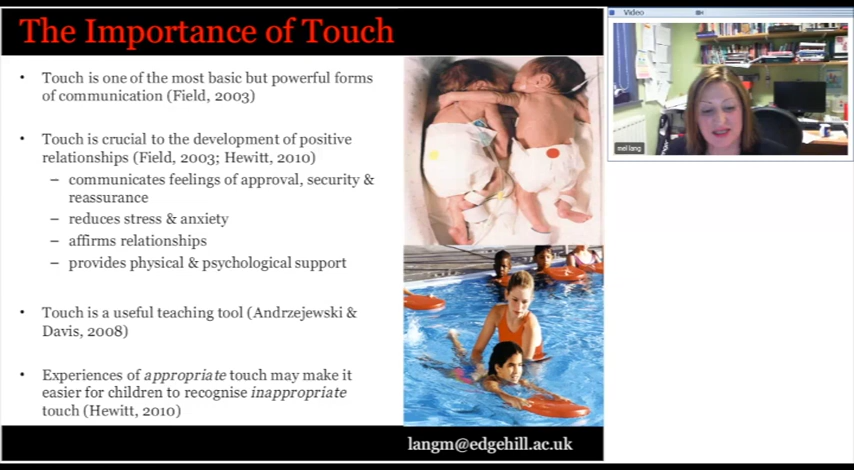 The Importance of Touch
• Touch is one of the most basic but powerful forms
of communication (Field, 2003)
• Touch is crucial to the development of positive
relationships (Field, 2003; Hewitt, 2010)
– communicates feelings of approval, security &
reassurance
– reduces stress & anxiety
– affirms relationships
– provides physical & psychological support
• Touch is a useful teaching tool (Andrzejewski &
Davis, 2008)
• Experiences of appropriate touch may make it
easier for children to recognise inappropriate
touch (Hewitt, 2010)
langm@edgehill.ac.uk
Video
mel lang